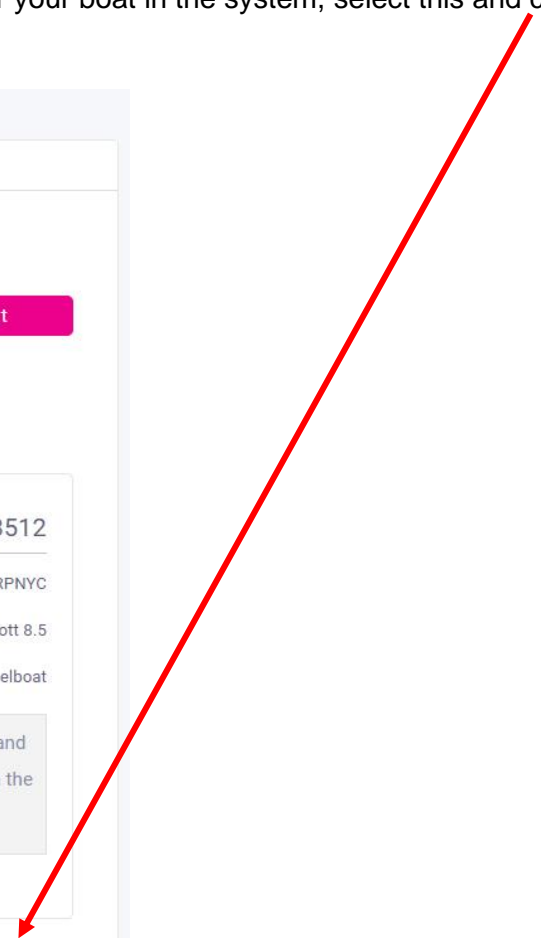 your boat in the system, select this and
t
3512
RPNYC
ott 8.5
elboat
and
the